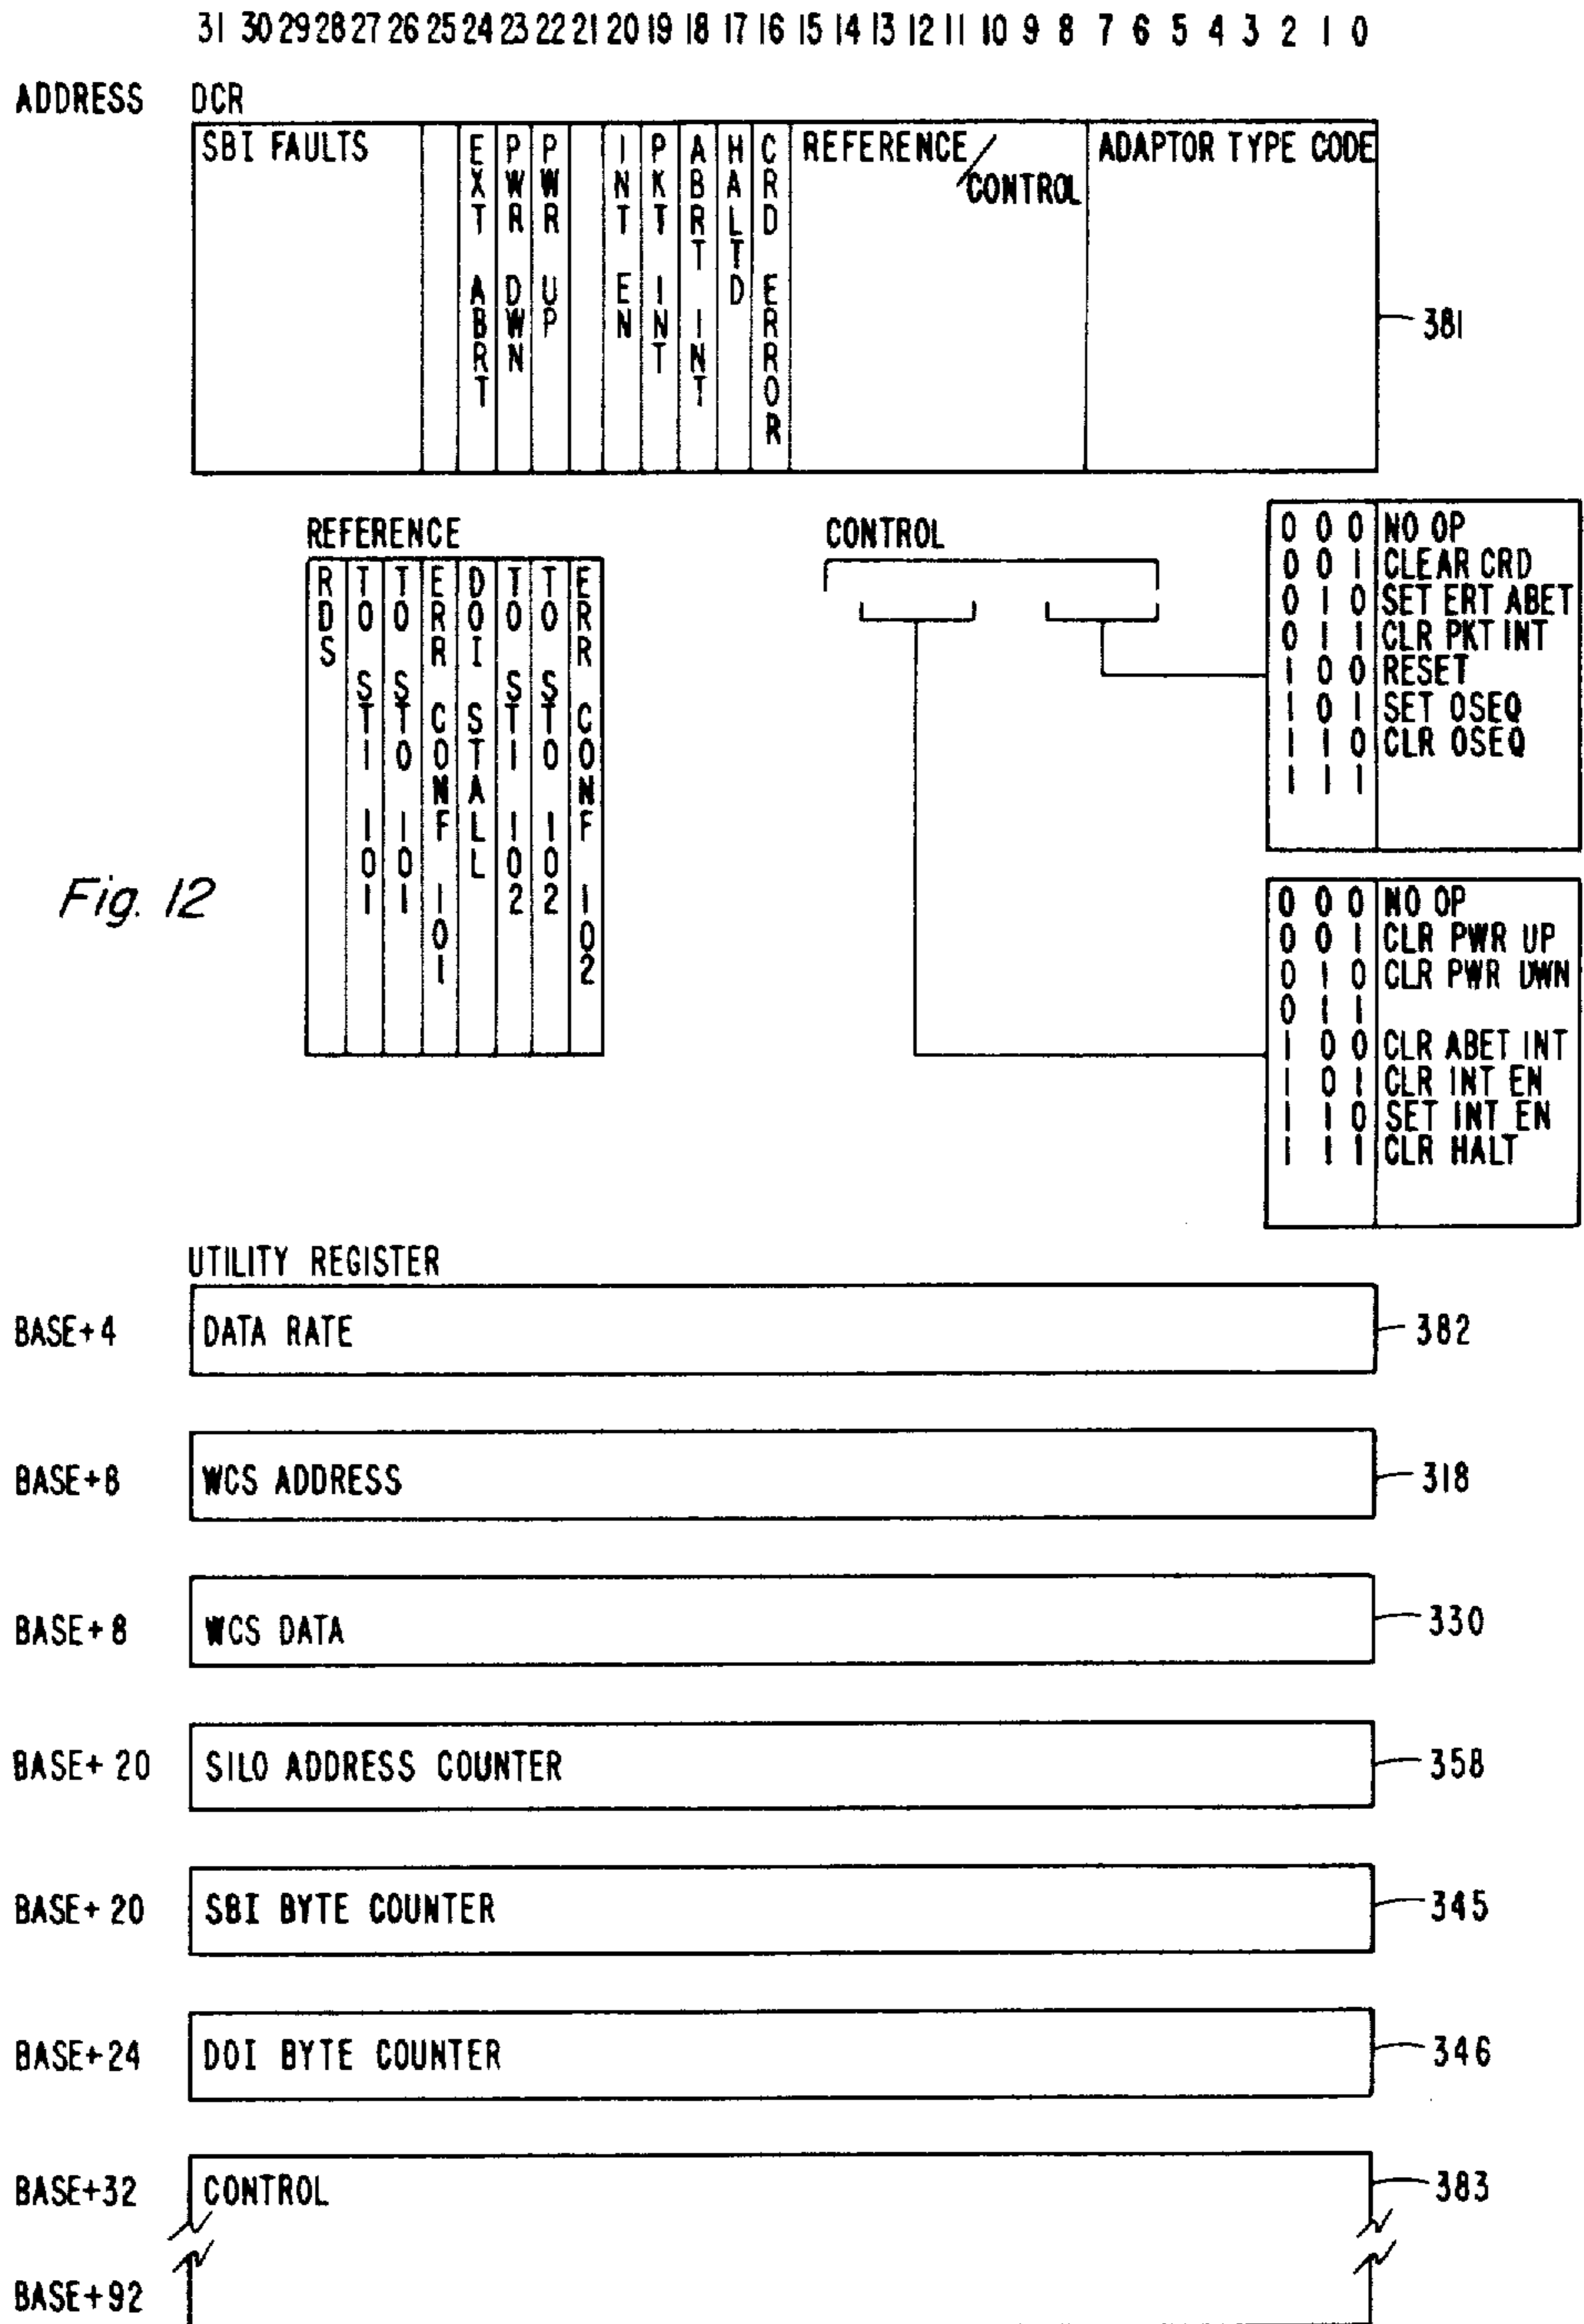 31 30 29 28 27 26 25 24 23 22 21 20 19 18 17 16 15 14 13 12 11 10 9 8 7 6 5 4 3 2 1 0
ADDRESS DCR
SBI FAULTS
EXT ABRT
PWR DWN
PWR UP
INT EN
PKT INT
ABRT INT
HALTD
CRD ERROR
REFERENCE/
CONTROL
ADAPTOR TYPE CODE
381
REFERENCE
RDS
TO ST1 101
TO STO 101
ERR CONF 101
DOI STALL
TO ST1 102
TO STO 102
ERR CONF 102
CONTROL
0 0 0 NO OP
0 0 1 CLEAR CRD
0 1 0 SET ERT ABET
0 1 1 CLR PKT INT
1 0 0 RESET
1 0 1 SET OSEQ
1 1 0 CLR OSEQ
1 1 1
Fig. 12
0 0 0 NO OP
0 0 1 CLR PWR UP
0 1 0 CLR PWR DWN
0 1 1
1 0 0 CLR ABET INT
1 0 1 CLR INT EN
1 1 0 SET INT EN
1 1 1 CLR HALT
UTILITY REGISTER
BASE+4 DATA RATE 382
BASE+8 WCS ADDRESS 318
BASE+8 WCS DATA 330
BASE+20 SILO ADDRESS COUNTER 358
BASE+20 SBI BYTE COUNTER 345
BASE+24 DOI BYTE COUNTER 346
BASE+32 CONTROL 383
BASE+92